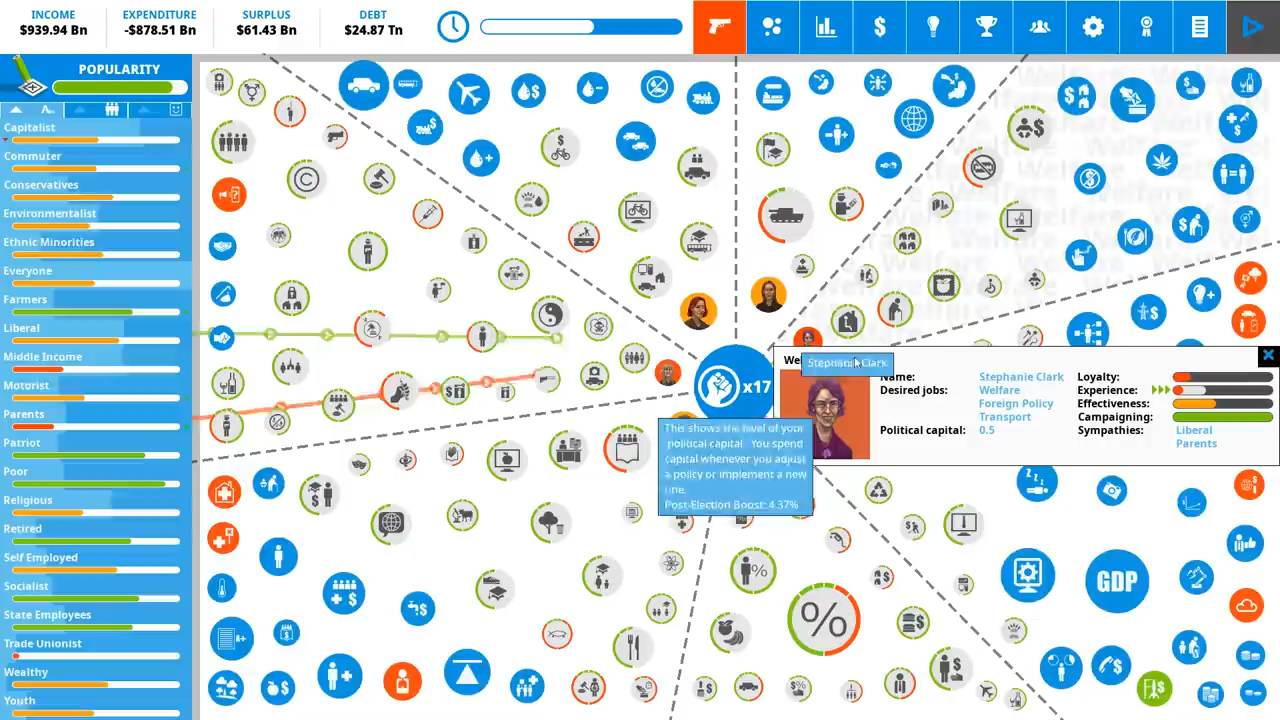 INCOME
$939.94 Bn
EXPENDITURE
-$878.51 Bn
SURPLUS
$61.43 Bn
DEBT
$24.87 Tn
POPULARITY
Capitalist
Commuter
Conservatives
Environmentalist
Ethnic Minorities
Everyone
Farmers
Liberal
Middle Income
Motorist
Parents
Patriot
Poor
Religious
Retired
Self Employed
Socialist
State Employees
Trade Unionist
Wealthy
Youth
Welfare
x17
Stephanie Clark
Name:
Stephanie Clark
Desired jobs:
Welfare
Foreign Policy
Transport
Political capital:
0.5
Loyalty:
Experience:
Effectiveness:
Campaigning:
Sympathies:
Liberal
Parents
This shows the level of your
political capital. You spend
capital whenever you adjust
a policy or implement a new
one.
Post-Election Boost: 4.37%
GDP